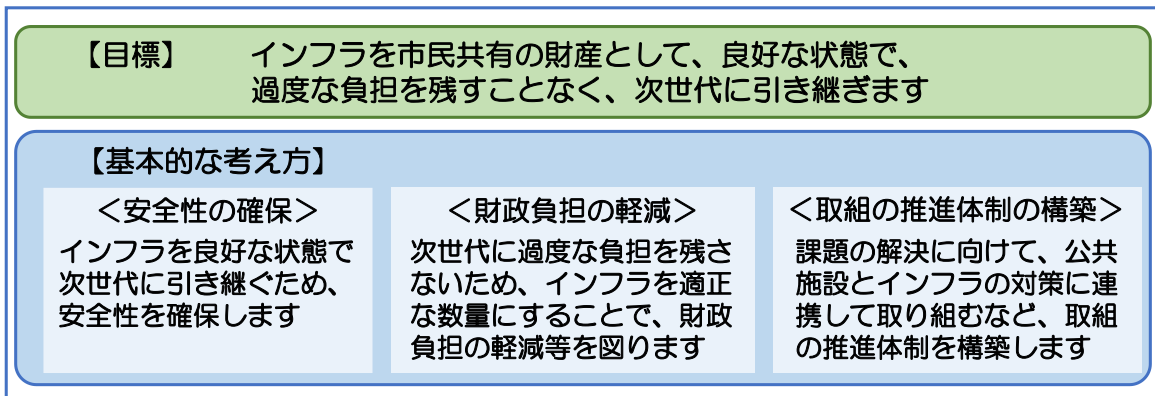 【目標】 インフラを市民共有の財産として、良好な状態で、
過度な負担を残すことなく、次世代に引き継ぎます
【基本的な考え方】
＜安全性の確保＞
インフラを良好な状態で
次世代に引き継ぐため、
安全性を確保します
＜財政負担の軽減＞
次世代に過度な負担を残さ
ないため、インフラを適正
な数量にすることで、財政
負担の軽減等を図ります
＜取組の推進体制の構築＞
課題の解決に向けて、公共
施設とインフラの対策に連
携して取り組むなど、取組
の推進体制を構築します